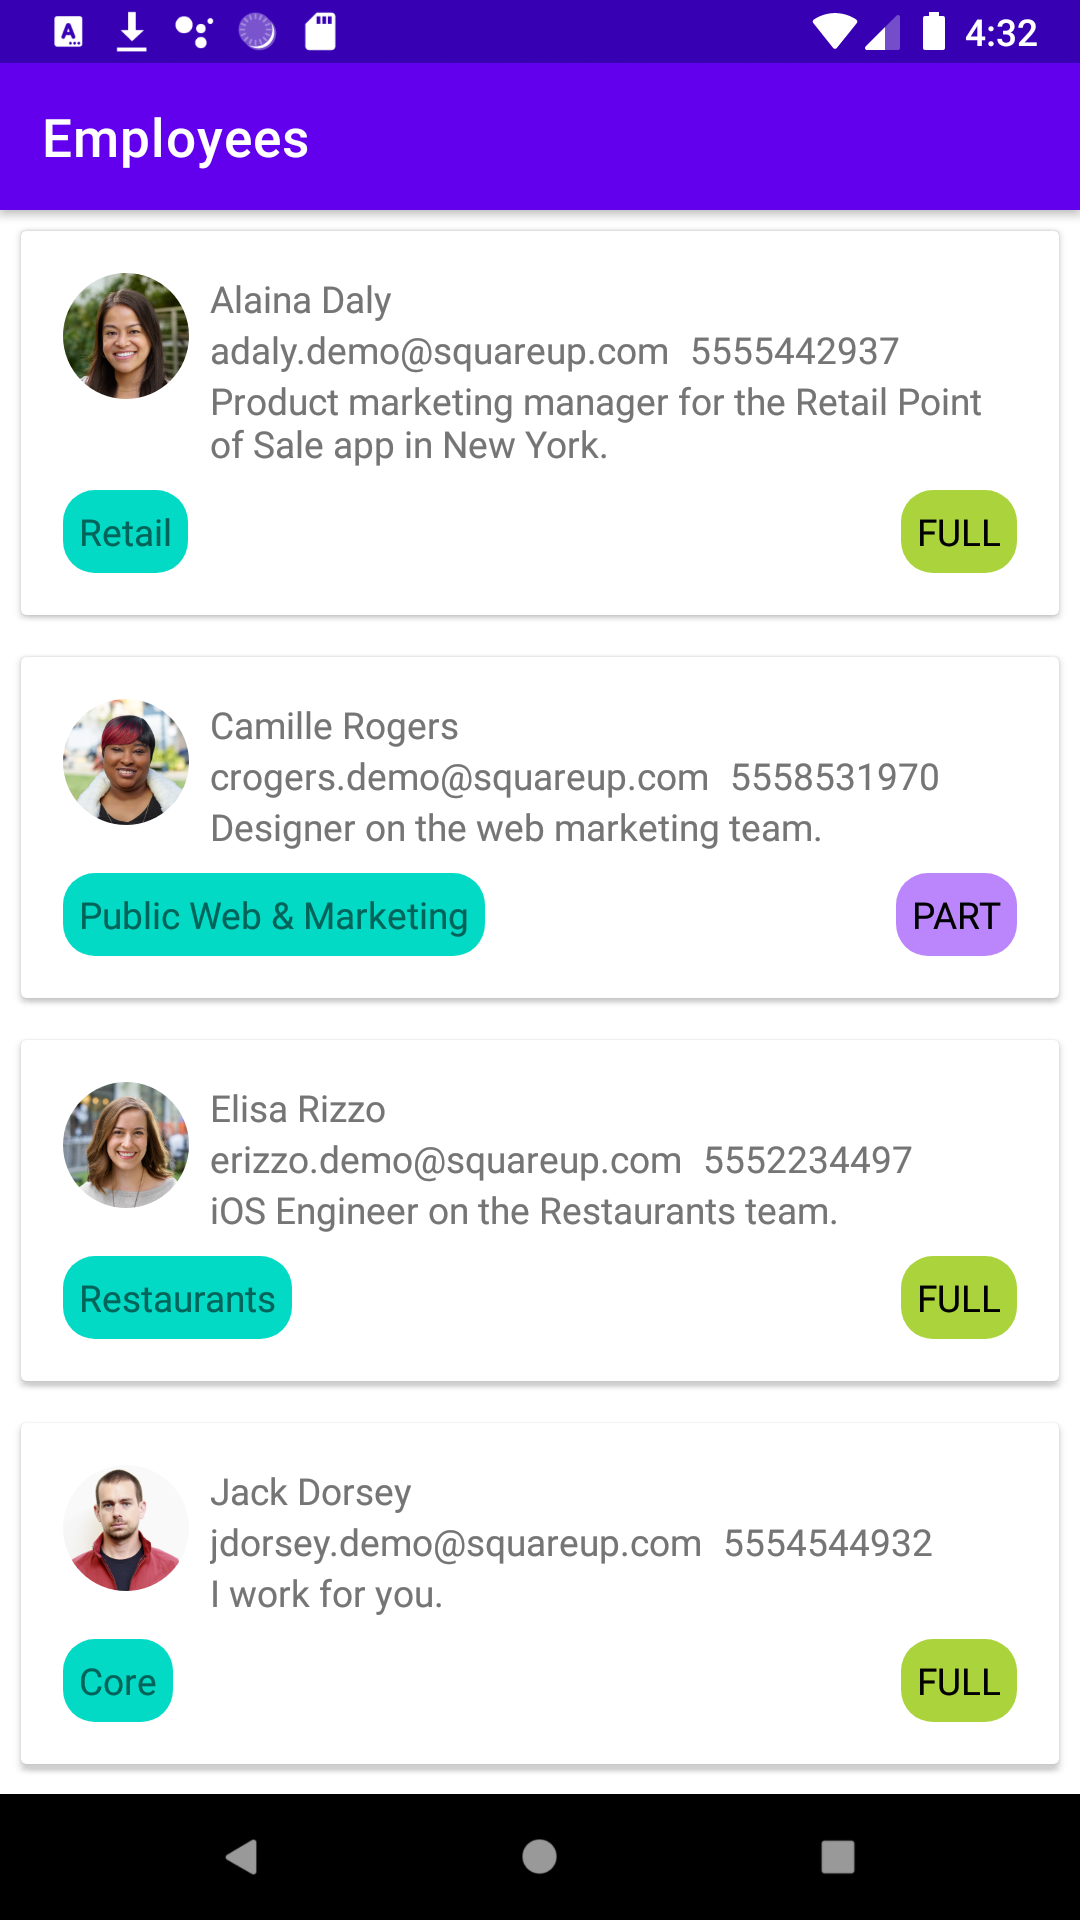 A
4:32
Employees
Alaina Daly
adaly.demo@squareup.com 5555442937
Product marketing manager for the Retail Point
of Sale app in New York.
Retail FULL
Camille Rogers
crogers.demo@squareup.com 5558531970
Designer on the web marketing team.
Public Web & Marketing PART
Elisa Rizzo
erizzo.demo@squareup.com 5552234497
iOS Engineer on the Restaurants team.
Restaurants FULL
Jack Dorsey
jdorsey.demo@squareup.com 5554544932
I work for you.
Core FULL